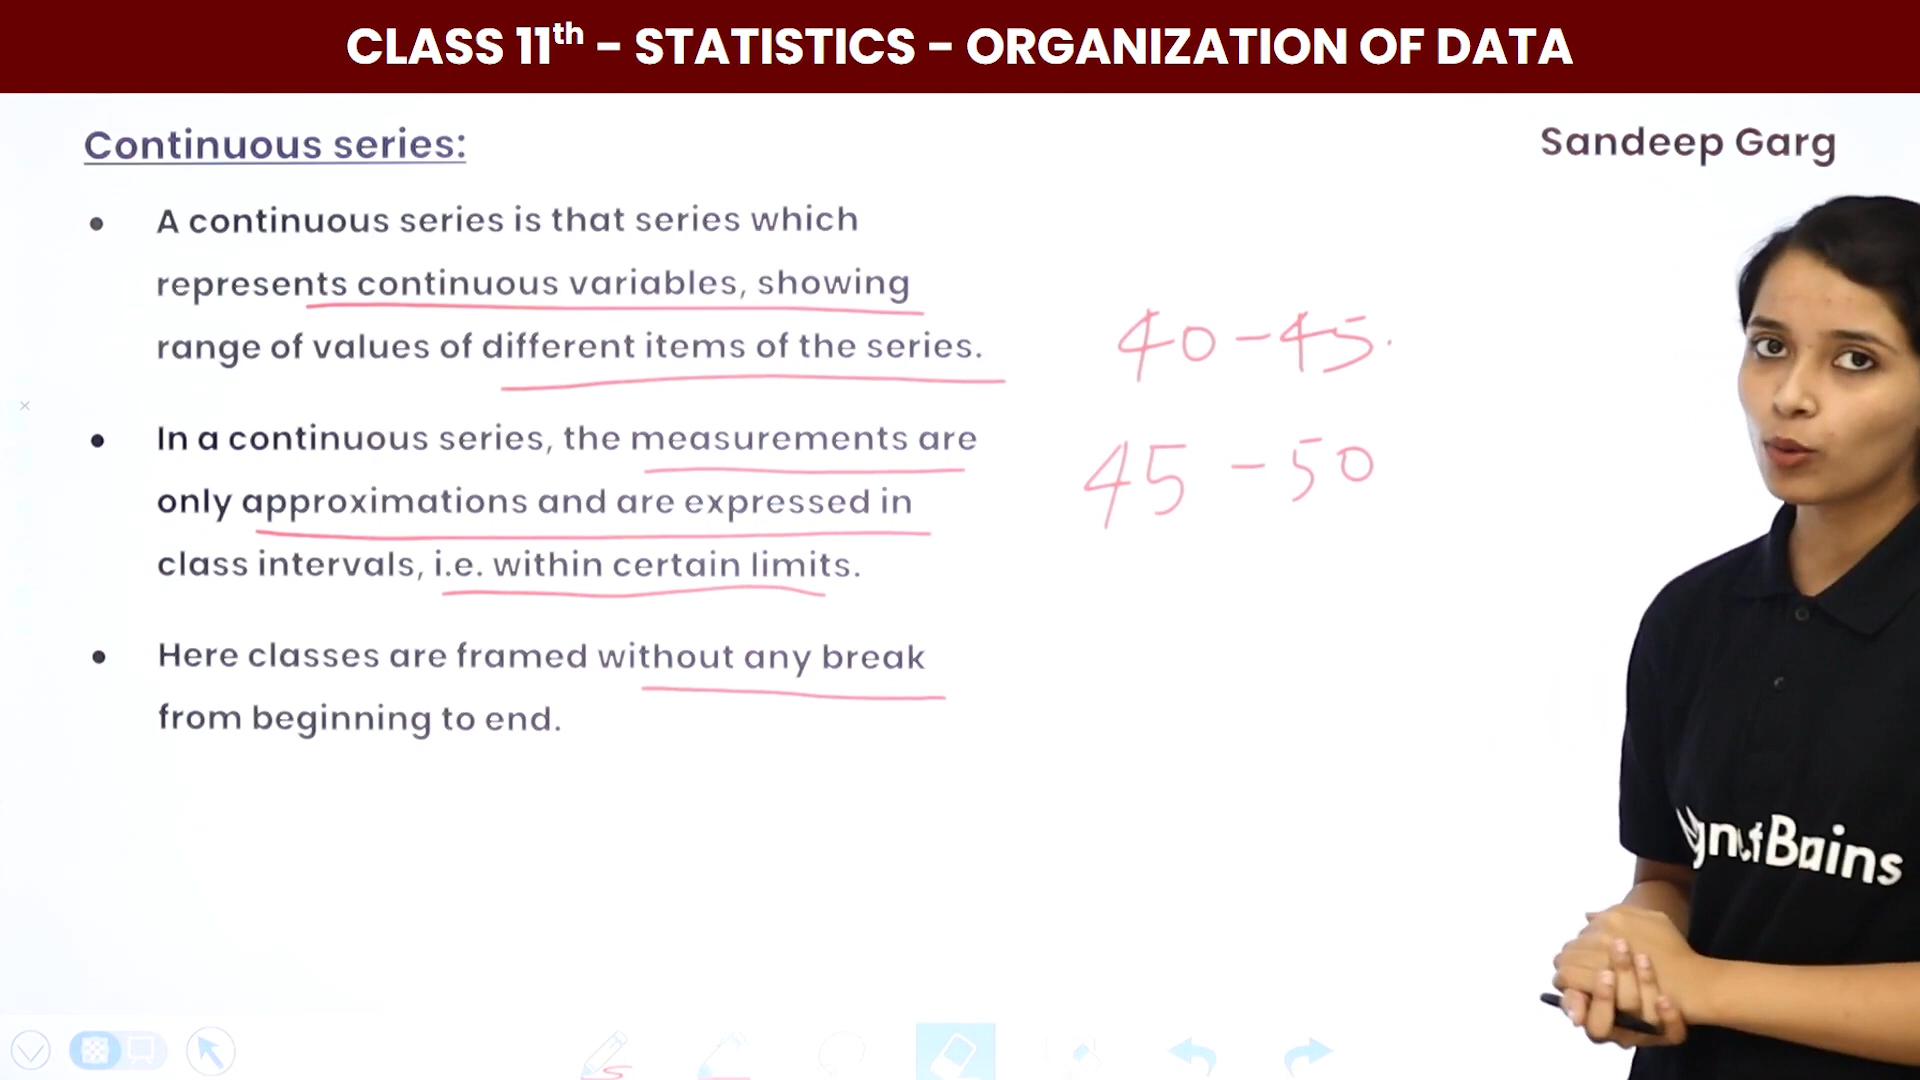 CLASS 11th - STATISTICS - ORGANIZATION OF DATA
Continuous series:
Sandeep Garg
• A continuous series is that series which
represents continuous variables, showing
range of values of different items of the series.
• In a continuous series, the measurements are
only approximations and are expressed in
class intervals, i.e. within certain limits.
• Here classes are framed without any break
from beginning to end.
40-45.
45-50